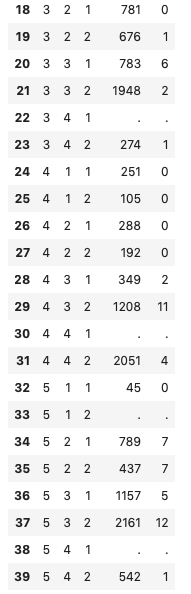 18 3 2 1 781 0
19 3 2 2 676 1
20 3 3 1 783 6
21 3 3 2 1948 2
22 3 4 1 . .
23 3 4 2 274 1
24 4 1 1 251 0
25 4 1 2 105 0
26 4 2 1 288 0
27 4 2 2 192 0
28 4 3 1 349 2
29 4 3 2 1208 11
30 4 4 1 . .
31 4 4 2 2051 4
32 5 1 1 45 0
33 5 1 2 . .
34 5 2 1 789 7
35 5 2 2 437 7
36 5 3 1 1157 5
37 5 3 2 2161 12
38 5 4 1 . .
39 5 4 2 542 1